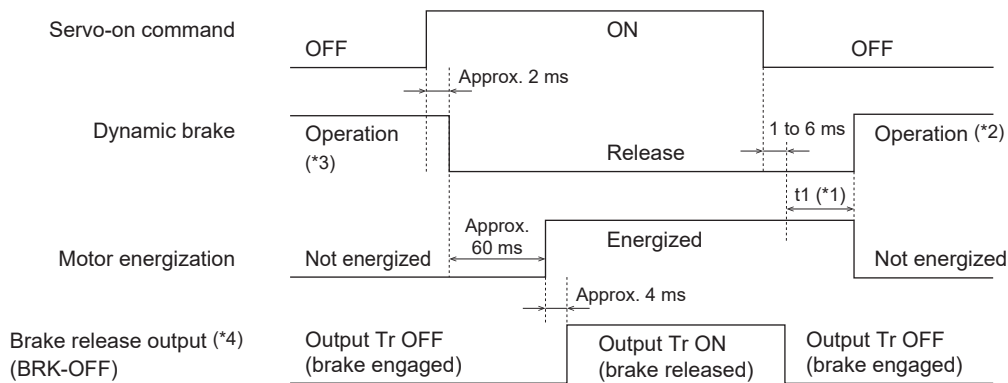 Servo-on command
OFF
ON
OFF
Approx. 2 ms
Dynamic brake
Operation
(*3)
Release
1 to 6 ms
Operation (*2)
t1 (*1)
Motor energization
Not energized
Approx.
60 ms
Energized
Not energized
Approx. 4 ms
Brake release output (*4)
(BRK-OFF)
Output Tr OFF
(brake engaged)
Output Tr ON
(brake released)
Output Tr OFF
(brake engaged)